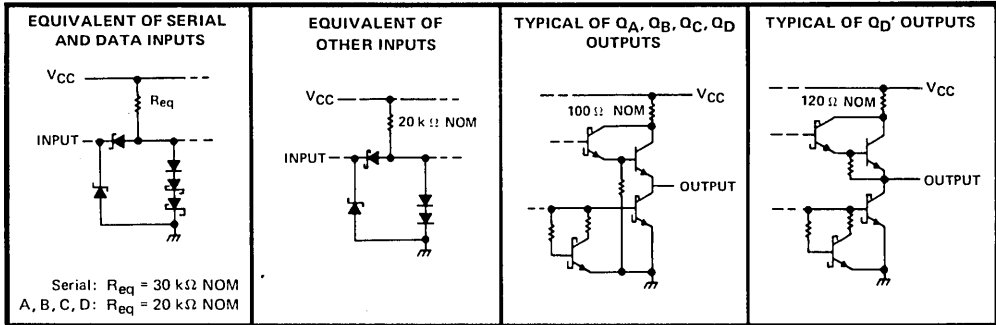 EQUIVALENT OF SERIAL
AND DATA INPUTS
VCC
Req
INPUT
Serial: Req = 30 kΩ NOM
A, B, C, D: Req = 20 kΩ NOM
EQUIVALENT OF
OTHER INPUTS
VCC
20 kΩ NOM
INPUT
TYPICAL OF QA, QB, QC, QD
OUTPUTS
VCC
100 Ω NOM
OUTPUT
TYPICAL OF QD' OUTPUTS
VCC
120 Ω NOM
OUTPUT